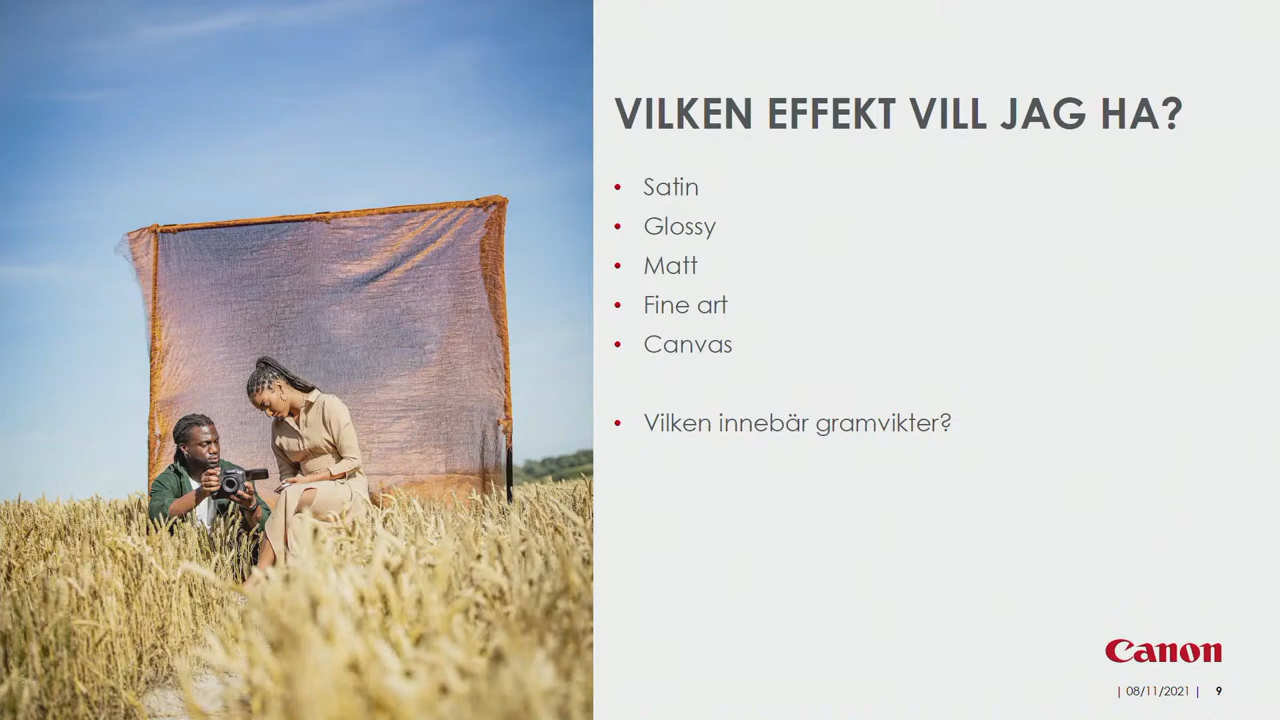 VILKEN EFFEKT VILL JAG HA?
• Satin
• Glossy
• Matt
• Fine art
• Canvas
• Vilken innebär gramvikter?
Canon
| 08/11/2021 | 9